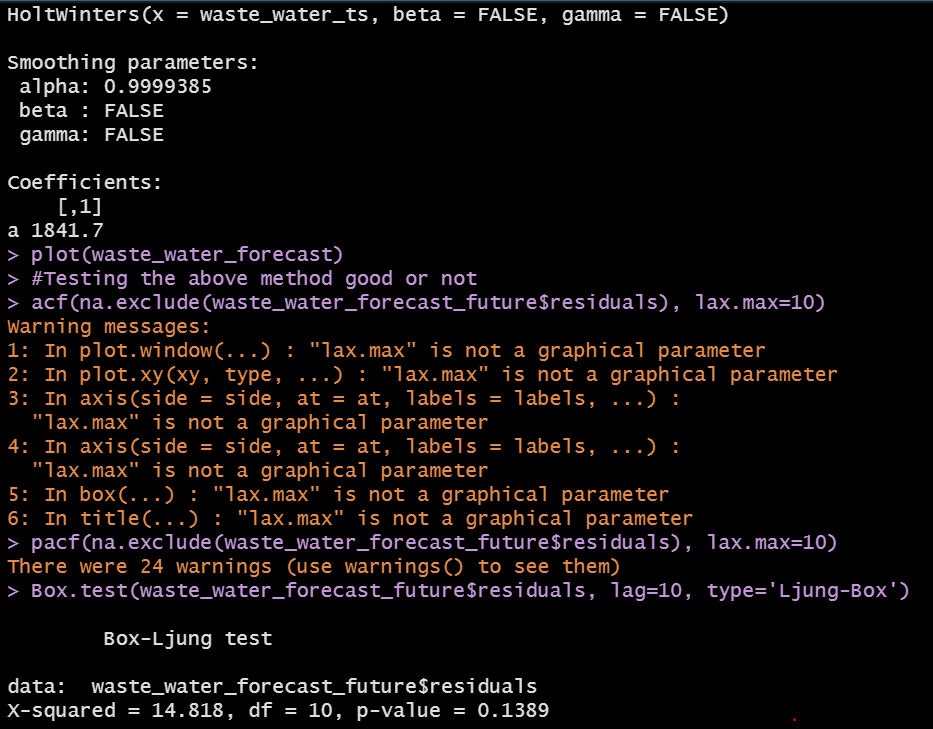 HoltWinters(x = waste_water_ts, beta = FALSE, gamma = FALSE)
Smoothing parameters:
alpha: 0.9999385
beta : FALSE
gamma: FALSE
Coefficients:
[,1]
a 1841.7
> plot(waste_water_forecast)
> #Testing the above method good or not
> acf(na.exclude(waste_water_forecast_future$residuals), lax.max=10)
Warning messages:
1: In plot.window(...) : "lax.max" is not a graphical parameter
2: In plot.xy(xy, type, ...) : "lax.max" is not a graphical parameter
3: In axis(side = side, at = at, labels = labels, ...) :
"lax.max" is not a graphical parameter
4: In axis(side = side, at = at, labels = labels, ...) :
"lax.max" is not a graphical parameter
5: In box(...) : "lax.max" is not a graphical parameter
6: In title(...) : "lax.max" is not a graphical parameter
> pacf(na.exclude(waste_water_forecast_future$residuals), lax.max=10)
There were 24 warnings (use warnings() to see them)
> Box.test(waste_water_forecast_future$residuals, lag=10, type='Ljung-Box')
Box-Ljung test
data:  waste_water_forecast_future$residuals
X-squared = 14.818, df = 10, p-value = 0.1389